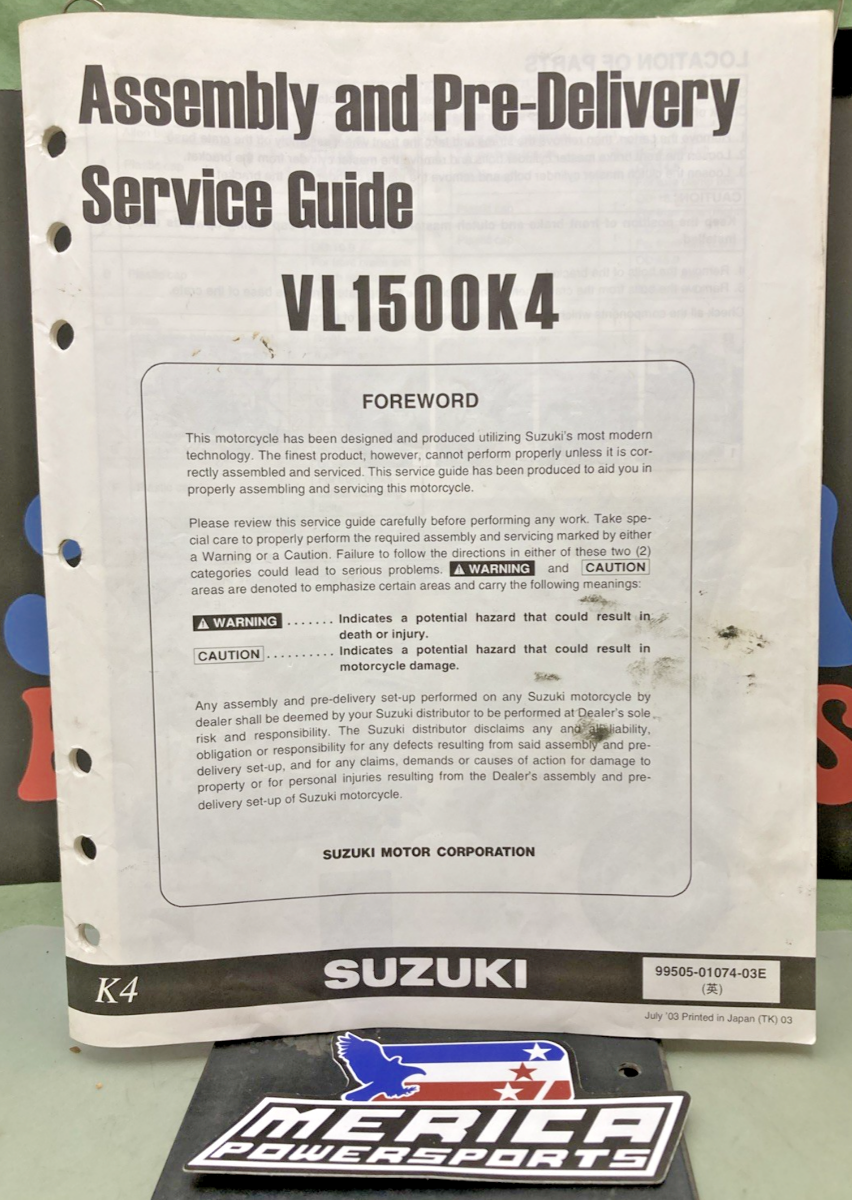 Assembly and Pre-Delivery
Service Guide
VL1500K4
FOREWORD
This motorcycle has been designed and produced utilizing Suzuki's most modern
technology. The finest product, however, cannot perform properly unless it is cor-
rectly assembled and serviced. This service guide has been produced to aid you in
properly assembling and servicing this motorcycle.
Please review this service guide carefully before performing any work. Take spe-
cial care to properly perform the required assembly and servicing marked by either
a Warning or a Caution. Failure to follow the directions in either of these two (2)
categories could lead to serious problems. ⚠ WARNING and CAUTION
areas are denoted to emphasize certain areas and carry the following meanings:
⚠ WARNING ....... Indicates a potential hazard that could result in
death or injury.
CAUTION .......... Indicates a potential hazard that could result in
motorcycle damage.
Any assembly and pre-delivery set-up performed on any Suzuki motorcycle by
dealer shall be deemed by your Suzuki distributor to be performed at Dealer's sole
risk and responsibility. The Suzuki distributor disclaims any and all liability,
obligation or responsibility for any defects resulting from said assembly and pre-
delivery set-up, and for any claims, demands or causes of action for damage to
property or for personal injuries resulting from the Dealer's assembly and pre-
delivery set-up of Suzuki motorcycle.
SUZUKI MOTOR CORPORATION
K4
SUZUKI
99505-01074-03E
(英)
July '03 Printed in Japan (TK) 03
MERICA
POWERSPORTS